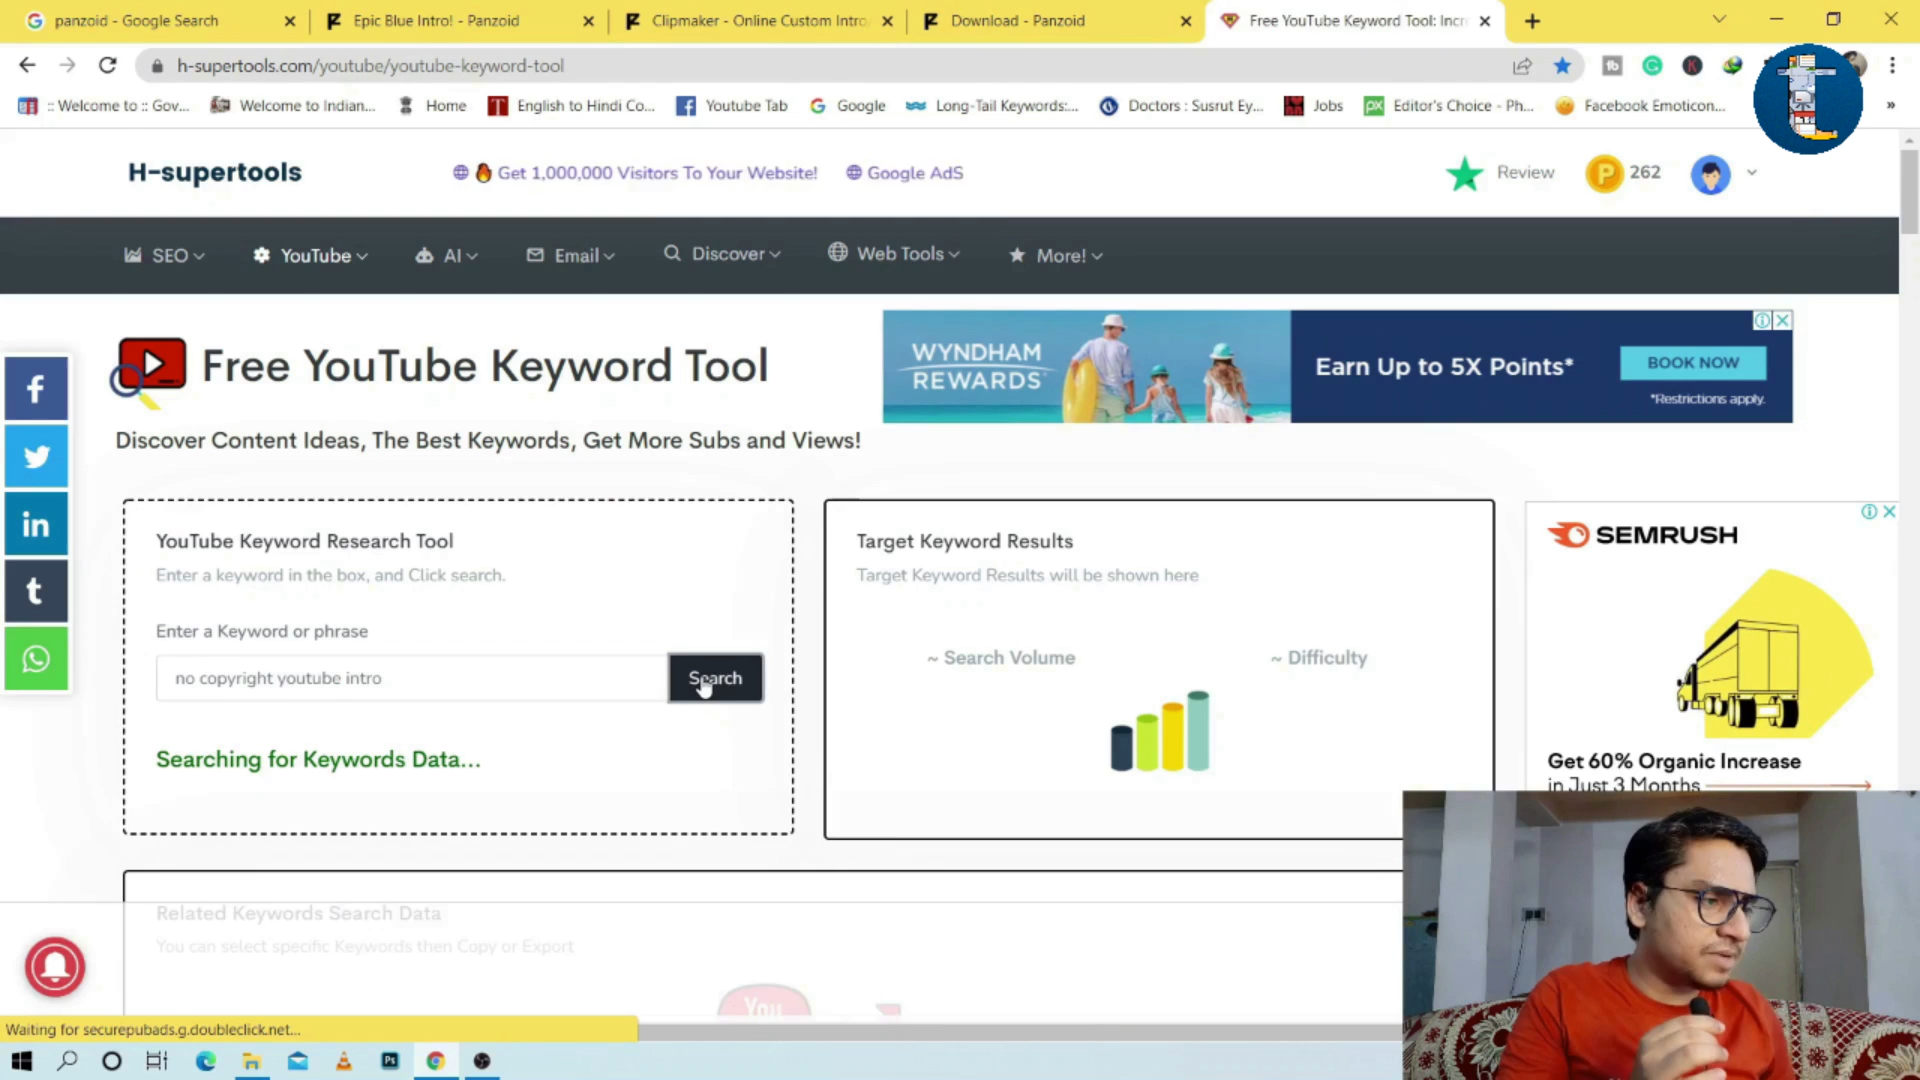 panzoid - Google Search
Epic Blue Intro! - Panzoid
Clipmaker - Online Custom Intro
Download - Panzoid
Free YouTube Keyword Tool: Incr
h-supertools.com/youtube/youtube-keyword-tool
:: Welcome to :: Gov...
Welcome to Indian...
Home
English to Hindi Co...
Youtube Tab
Google
Long-Tail Keywords:...
Doctors : Susrut Ey...
Jobs
Editor's Choice - Ph...
Facebook Emoticon...
»
H-supertools
Get 1,000,000 Visitors To Your Website!
Google AdS
Review
262
SEO
YouTube
AI
Email
Discover
Web Tools
More!
Free YouTube Keyword Tool
WYNDHAM
REWARDS
Earn Up to 5X Points*
BOOK NOW
*Restrictions apply.
Discover Content Ideas, The Best Keywords, Get More Subs and Views!
YouTube Keyword Research Tool
Enter a keyword in the box, and Click search.
Enter a Keyword or phrase
no copyright youtube intro
Search
Searching for Keywords Data...
Target Keyword Results
Target Keyword Results will be shown here
~ Search Volume
~ Difficulty
SEMRUSH
Get 60% Organic Increase
in Just 3 Months
Related Keywords Search Data
You can select specific Keywords then Copy or Export
You
Waiting for securepubads.g.doubleclick.net...